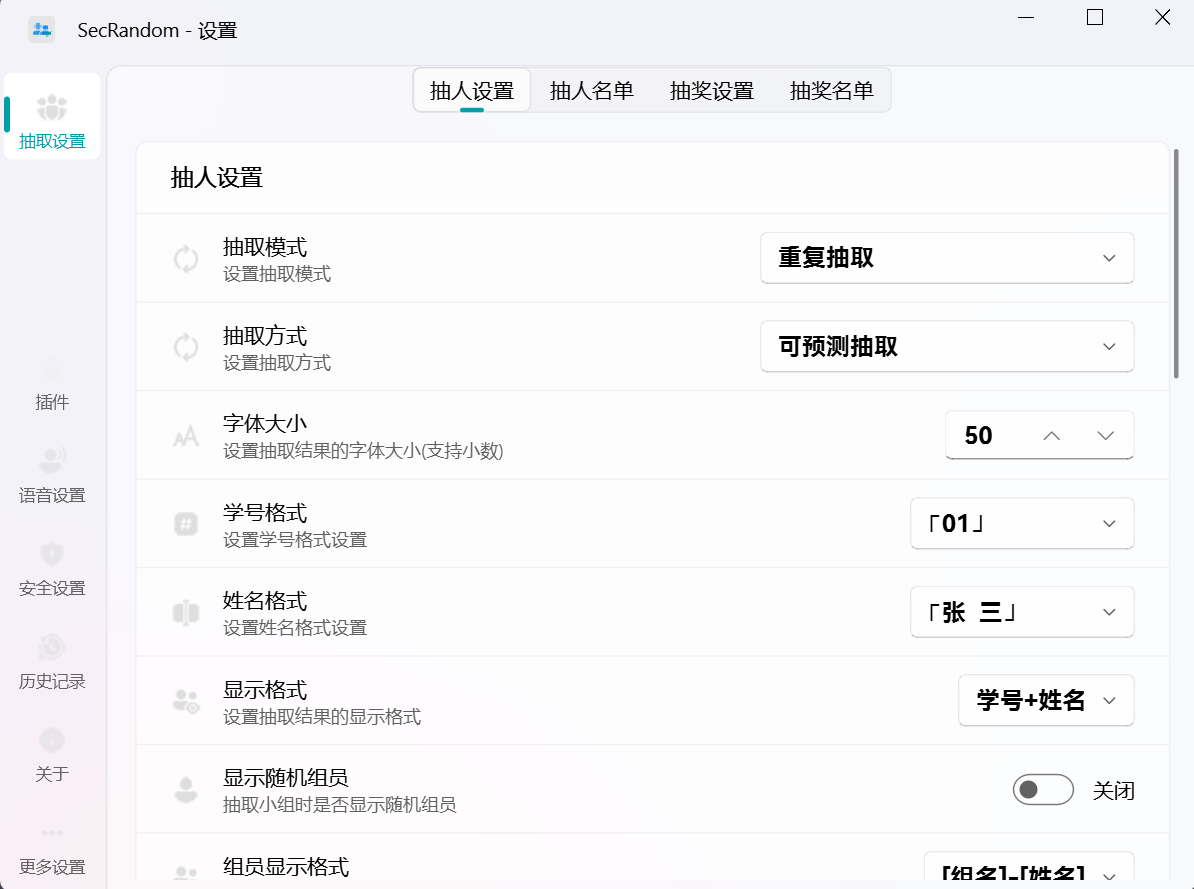 SecRandom - 设置
抽取设置
插件
语音设置
安全设置
历史记录
关于
更多设置
抽人设置
抽人名单
抽奖设置
抽奖名单
抽人设置
抽取模式
设置抽取模式
重复抽取
抽取方式
设置抽取方式
可预测抽取
字体大小
设置抽取结果的字体大小(支持小数)
50
学号格式
设置学号格式设置
「01」
姓名格式
设置姓名格式设置
「张 三」
显示格式
设置抽取结果的显示格式
学号+姓名
显示随机组员
抽取小组时是否显示随机组员
关闭
组员显示格式
[组名]-[姓名]